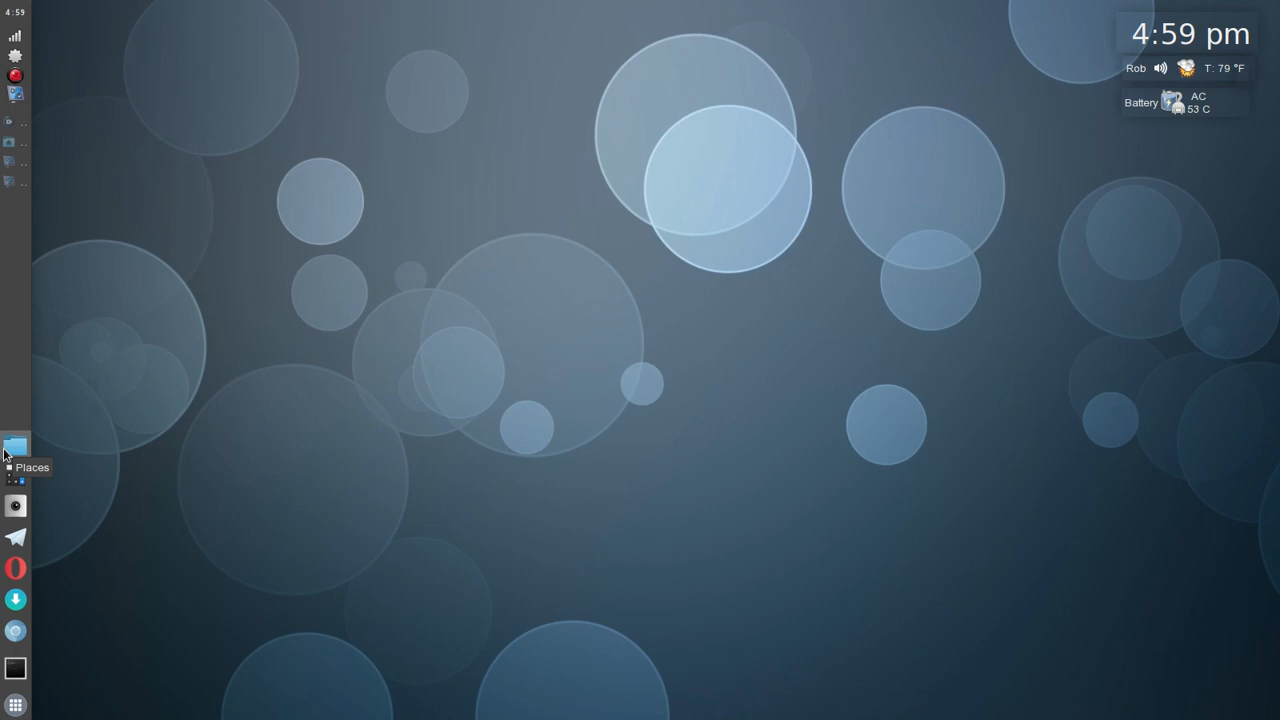 4:59
..
..
..
..
Places
4:59 pm
Rob T: 79 °F
Battery AC
53 C